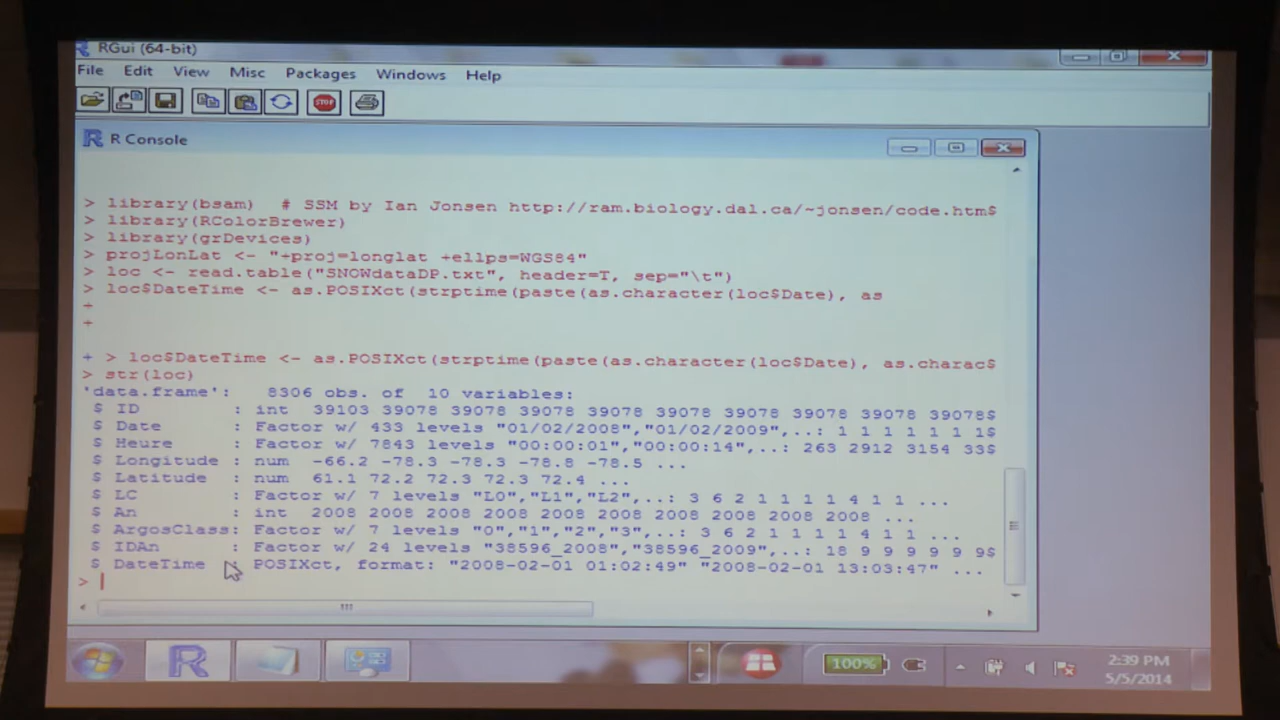 RGui (64-bit)
File Edit View Misc Packages Windows Help
STOP
R Console
> library(bsam)  # SSM by Ian Jonsen http://ram.biology.dal.ca/~jonsen/code.htm$
> library(RColorBrewer)
> library(grDevices)
> projLonLat <- "+proj=longlat +ellps=WGS84"
> loc <- read.table("SNOWdataDP.txt", header=T, sep="\t")
> loc$DateTime <- as.POSIXct(strptime(paste(as.character(loc$Date), as
+
+
+ > loc$DateTime <- as.POSIXct(strptime(paste(as.character(loc$Date), as.charac$
> str(loc)
'data.frame':   8306 obs. of  10 variables:
$ ID         : int  39103 39078 39078 39078 39078 39078 39078 39078 39078 39078$
$ Date       : Factor w/ 433 levels "01/02/2008","01/02/2009",..: 1 1 1 1 1 1 1$
$ Heure      : Factor w/ 7843 levels "00:00:01","00:00:14",..: 263 2912 3154 33$
$ Longitude  : num  -66.2 -78.3 -78.3 -78.8 -78.5 ...
$ Latitude   : num  61.1 72.2 72.3 72.3 72.4 ...
$ LC         : Factor w/ 7 levels "L0","L1","L2",..: 3 6 2 1 1 1 1 4 1 1 ...
$ An         : int  2008 2008 2008 2008 2008 2008 2008 2008 2008 2008 ...
$ ArgosClass: Factor w/ 7 levels "0","1","2","3",..: 3 6 2 1 1 1 1 4 1 1 ...
$ IDAn       : Factor w/ 24 levels "38596_2008","38596_2009",..: 18 9 9 9 9 9 9$
$ DateTime   : POSIXct, format: "2008-02-01 01:02:49" "2008-02-01 13:03:47" ...
>
100%
2:39 PM
5/5/2014